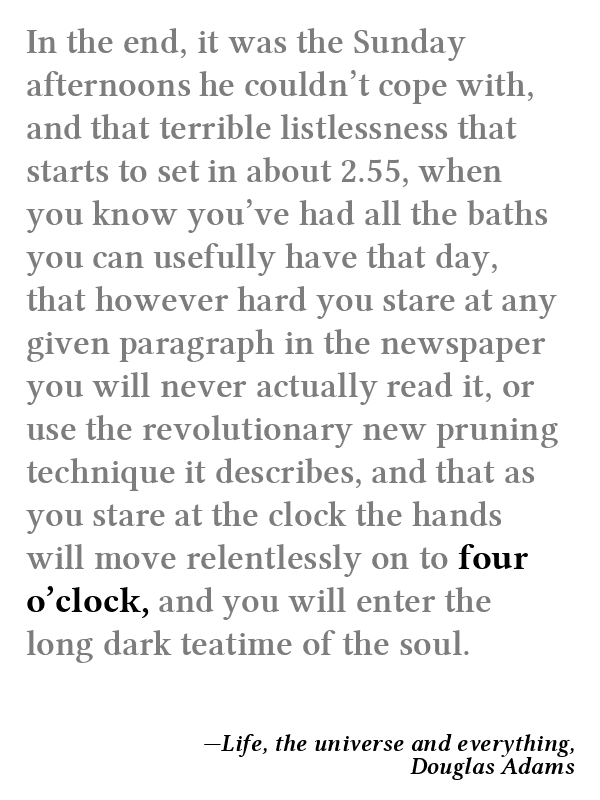 In the end, it was the Sunday
afternoons he couldn’t cope with,
and that terrible listlessness that
starts to set in about 2.55, when
you know you’ve had all the baths
you can usefully have that day,
that however hard you stare at any
given paragraph in the newspaper
you will never actually read it, or
use the revolutionary new pruning
technique it describes, and that as
you stare at the clock the hands
will move relentlessly on to four
o’clock, and you will enter the
long dark teatime of the soul.
—Life, the universe and everything,
Douglas Adams